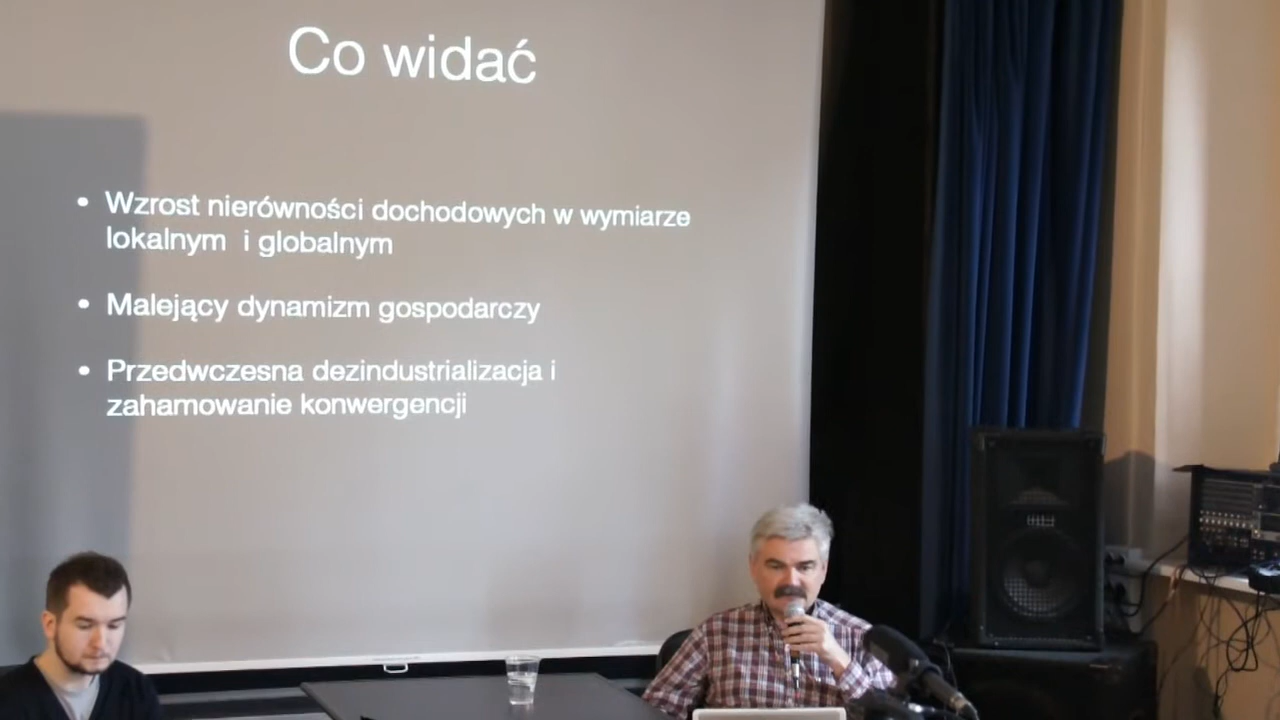 Co widać
• Wzrost nierówności dochodowych w wymiarze
lokalnym i globalnym
• Malejący dynamizm gospodarczy
• Przedwczesna dezindustrializacja i
zahamowanie konwergencji